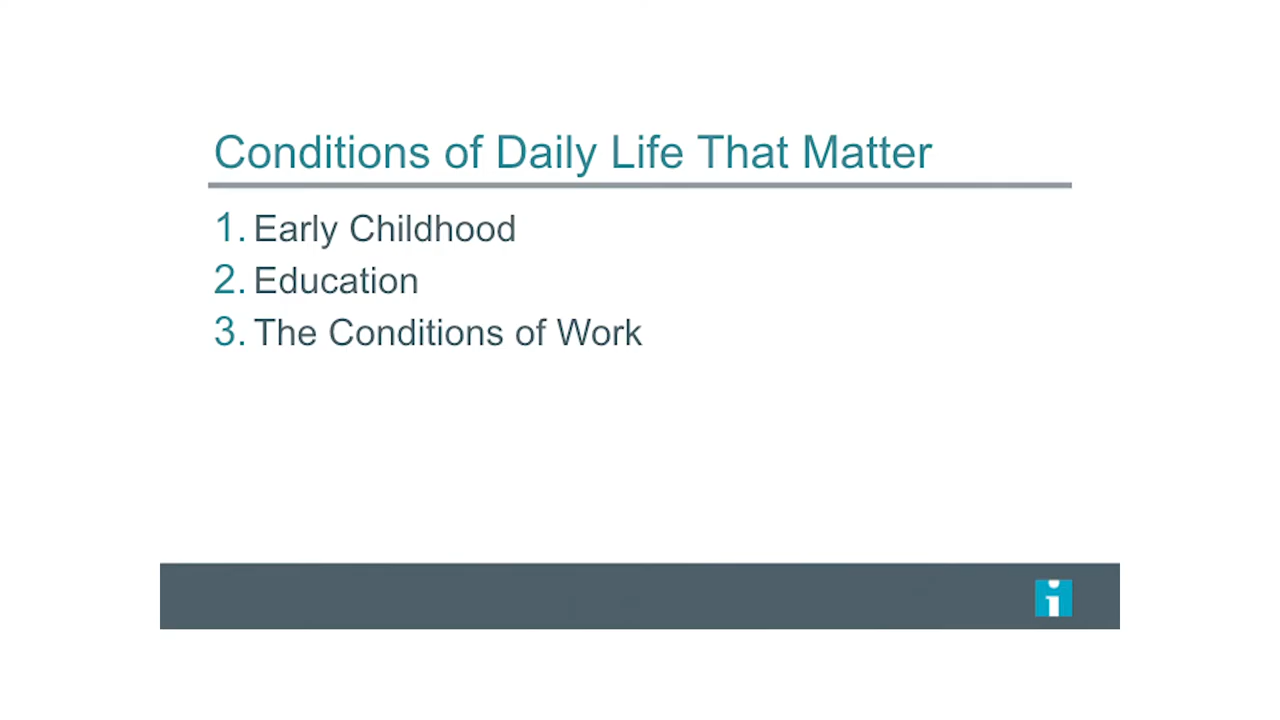 Conditions of Daily Life That Matter
1. Early Childhood
2. Education
3. The Conditions of Work
i